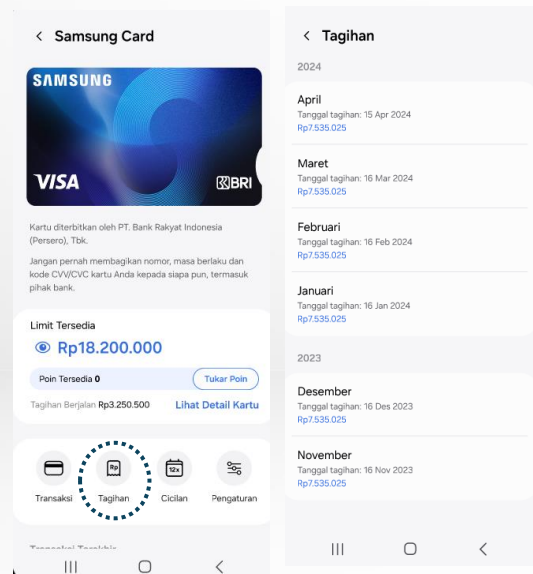 < Samsung Card
SAMSUNG
VISA
BRI
Kartu diterbitkan oleh PT. Bank Rakyat Indonesia
(Persero), Tbk.
Jangan pernah membagikan nomor, masa berlaku dan
kode CVV/CVC kartu Anda kepada siapa pun, termasuk
pihak bank.
Limit Tersedia
Rp18.200.000
Poin Tersedia 0 Tukar Poin
Tagihan Berjalan Rp3.250.500 Lihat Detail Kartu
Rp 12x
Transaksi Tagihan Cicilan Pengaturan
Transaksi Terakhir
< Tagihan
2024
April
Tanggal tagihan: 15 Apr 2024
Rp7.535.025
Maret
Tanggal tagihan: 16 Mar 2024
Rp7.535.025
Februari
Tanggal tagihan: 16 Feb 2024
Rp7.535.025
Januari
Tanggal tagihan: 16 Jan 2024
Rp7.535.025
2023
Desember
Tanggal tagihan: 16 Des 2023
Rp7.535.025
November
Tanggal tagihan: 16 Nov 2023
Rp7.535.025